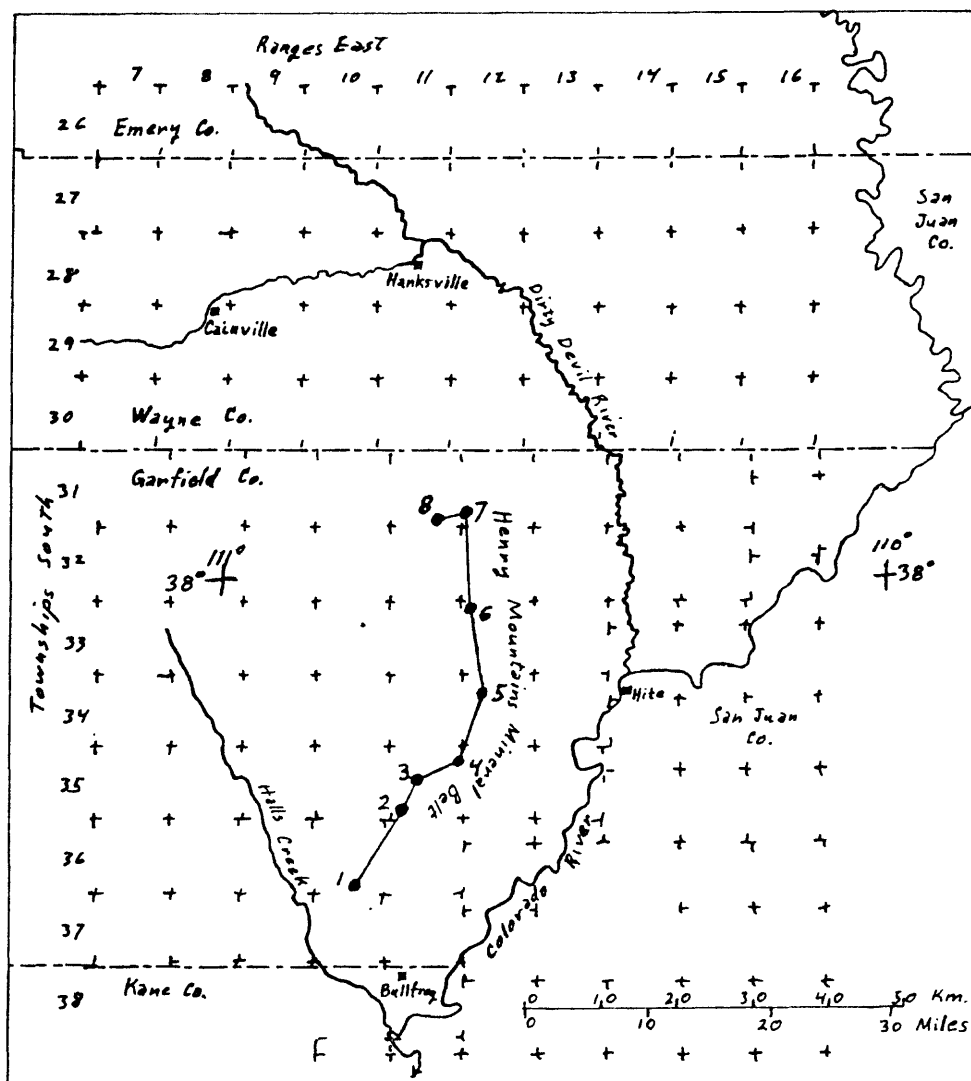 Ranges East
7 8 9 10 11 12 13 14 15 16
26
Emery Co.
27
San
Juan
Co.
28
Hanksville
Cainville
Dirty Devil River
29
30
Wayne Co.
Garfield Co.
31
8 7
Henry Mountains Mineral Belt
Townships South
32
111°
38°
110°
38°
6
33
5
Hite
34
San Juan
Co.
4
3
35
2
Halls Creek
36
1
Colorado River
37
Bullfrog
Kane Co.
38
0 10 20 30 40 50 Km.
0 10 20 30 Miles